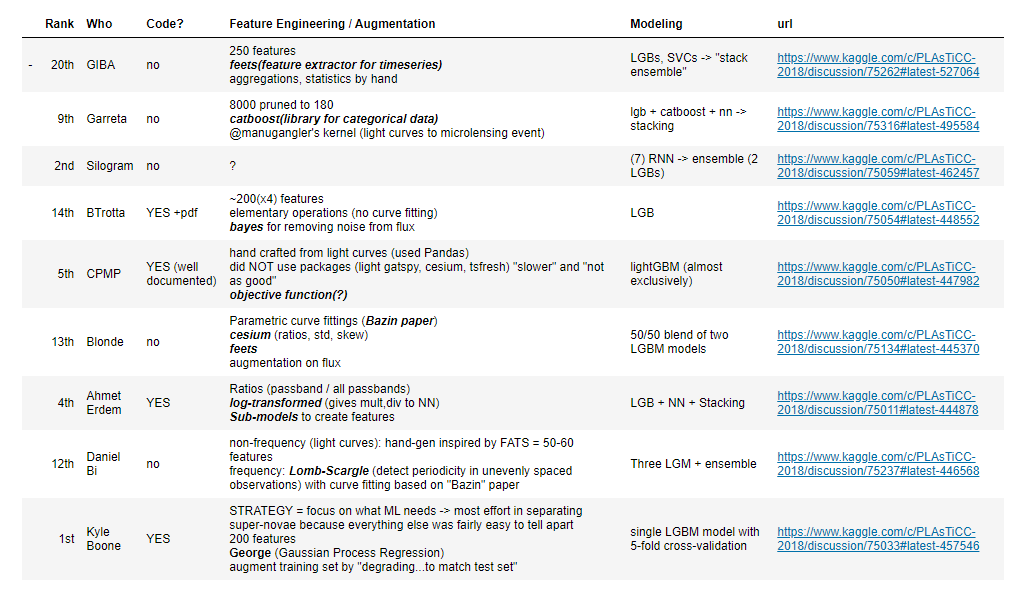 Rank Who Code? Feature Engineering / Augmentation Modeling url
- 20th GIBA no
250 features
feets(feature extractor for timeseries)
aggregations, statistics by hand
LGBs, SVCs -> "stack
ensemble"
https://www.kaggle.com/c/PLAsTiCC-
2018/discussion/75262#latest-527064
9th Garreta no
8000 pruned to 180
catboost(library for categorical data)
@manugangler's kernel (light curves to microlensing event)
lgb + catboost + nn ->
stacking
https://www.kaggle.com/c/PLAsTiCC-
2018/discussion/75316#latest-495584
2nd Silogram no
?
(7) RNN -> ensemble (2
LGBs)
https://www.kaggle.com/c/PLAsTiCC-
2018/discussion/75059#latest-462457
14th BTrotta YES +pdf
~200(x4) features
elementary operations (no curve fitting)
bayes for removing noise from flux
LGB
https://www.kaggle.com/c/PLAsTiCC-
2018/discussion/75054#latest-448552
5th CPMP
YES (well
documented)
hand crafted from light curves (used Pandas)
did NOT use packages (light gatspy, cesium, tsfresh) "slower" and "not
as good"
objective function(?)
lightGBM (almost
exclusively)
https://www.kaggle.com/c/PLAsTiCC-
2018/discussion/75050#latest-447982
13th Blonde no
Parametric curve fittings (Bazin paper)
cesium (ratios, std, skew)
feets
augmentation on flux
50/50 blend of two
LGBM models
https://www.kaggle.com/c/PLAsTiCC-
2018/discussion/75134#latest-445370
4th
Ahmet
Erdem
YES
Ratios (passband / all passbands)
log-transformed (gives mult,div to NN)
Sub-models to create features
LGB + NN + Stacking
https://www.kaggle.com/c/PLAsTiCC-
2018/discussion/75011#latest-444878
12th
Daniel
Bi
no
non-frequency (light curves): hand-gen inspired by FATS = 50-60
features
frequency: Lomb-Scargle (detect periodicity in unevenly spaced
observations) with curve fitting based on "Bazin" paper
Three LGM + ensemble
https://www.kaggle.com/c/PLAsTiCC-
2018/discussion/75237#latest-446568
1st
Kyle
Boone
YES
STRATEGY = focus on what ML needs -> most effort in separating
super-novae because everything else was fairly easy to tell apart
200 features
George (Gaussian Process Regression)
augment training set by "degrading...to match test set"
single LGBM model with
5-fold cross-validation
https://www.kaggle.com/c/PLAsTiCC-
2018/discussion/75033#latest-457546